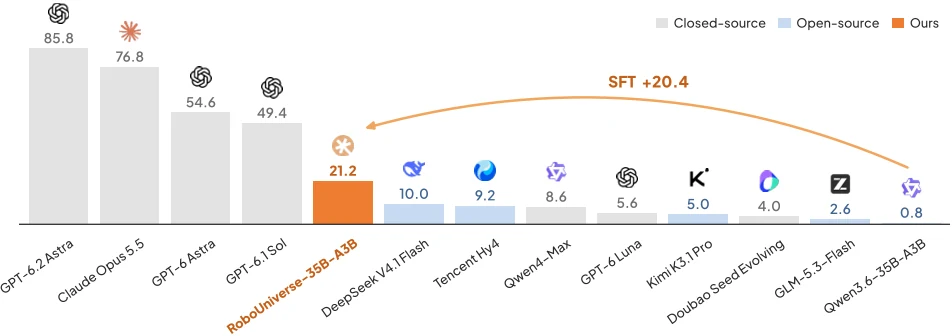 Closed-source
Open-source
Ours
85.8
76.8
54.6
49.4
21.2
10.0
9.2
8.6
5.6
5.0
4.0
2.6
0.8
SFT +20.4
GPT-6.2 Astra
Claude Opus 5.5
GPT-6 Astra
GPT-6.1 Sol
RoboUniverse-35B-A3B
DeepSeek V4.1 Flash
Tencent Hy4
Qwen4-Max
GPT-6 Luna
Kimi K3.1 Pro
Doubao Seed Evolving
GLM-5.3-Flash
Qwen3.6-35B-A3B